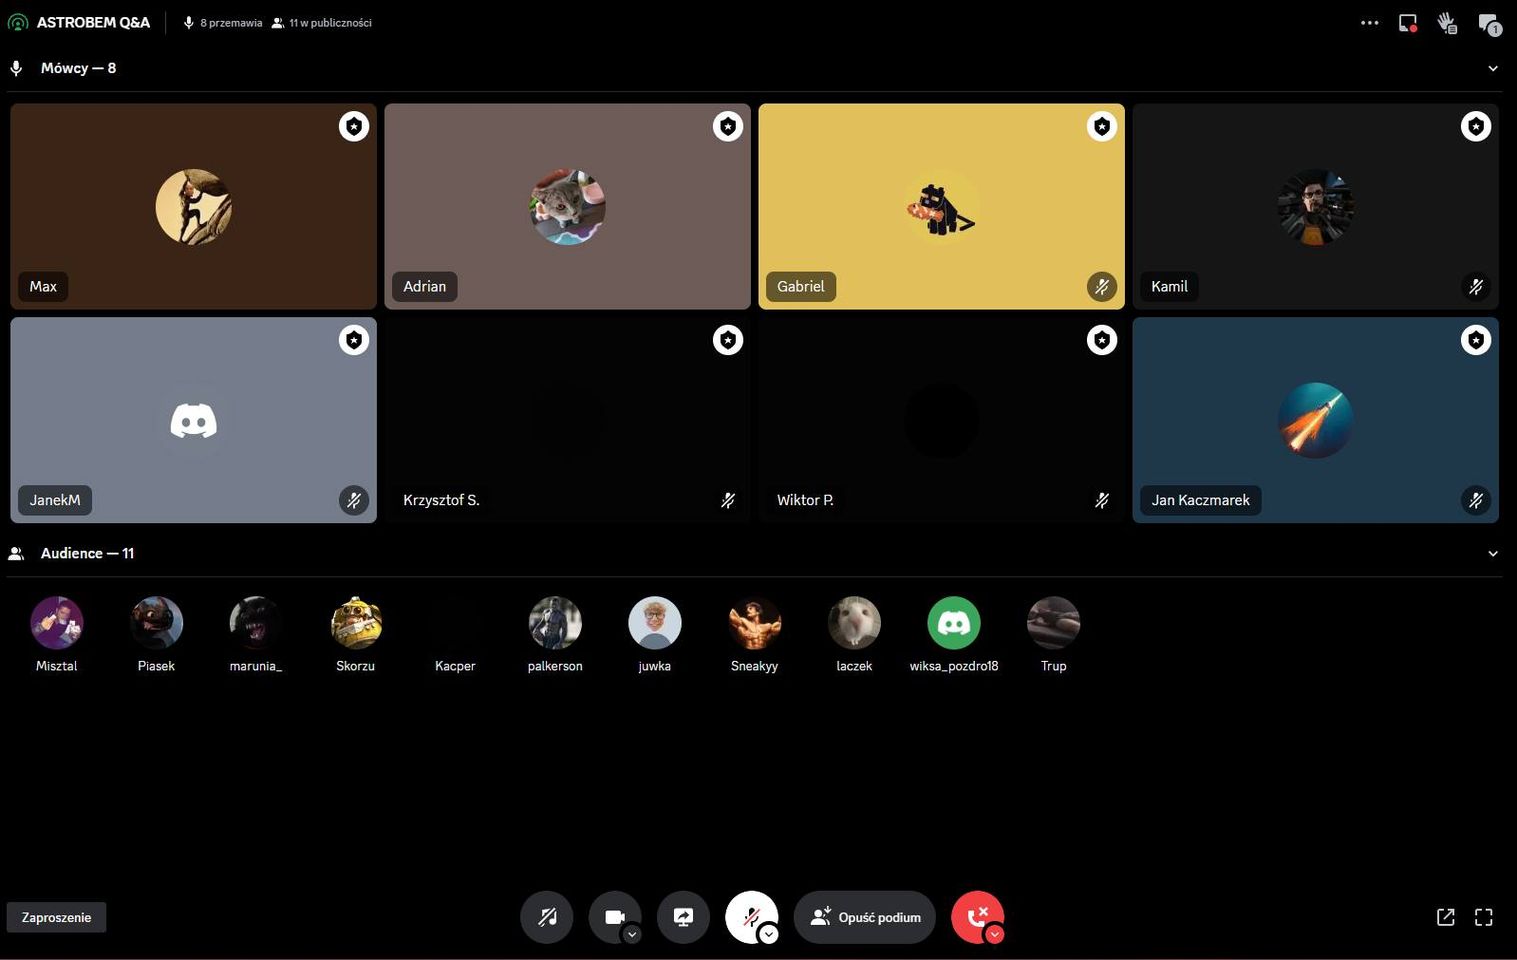 ASTROBEM Q&A
8 przemawia
11 w publiczności
1
Mówcy — 8
Max
Adrian
Gabriel
Kamil
JanekM
Krzysztof S.
Wiktor P.
Jan Kaczmarek
Audience — 11
Misztal
Piasek
marunia_
Skorzu
Kacper
palkerson
juwka
Sneakyy
laczek
wiksa_pozdro18
Trup
Zaproszenie
Opuść podium